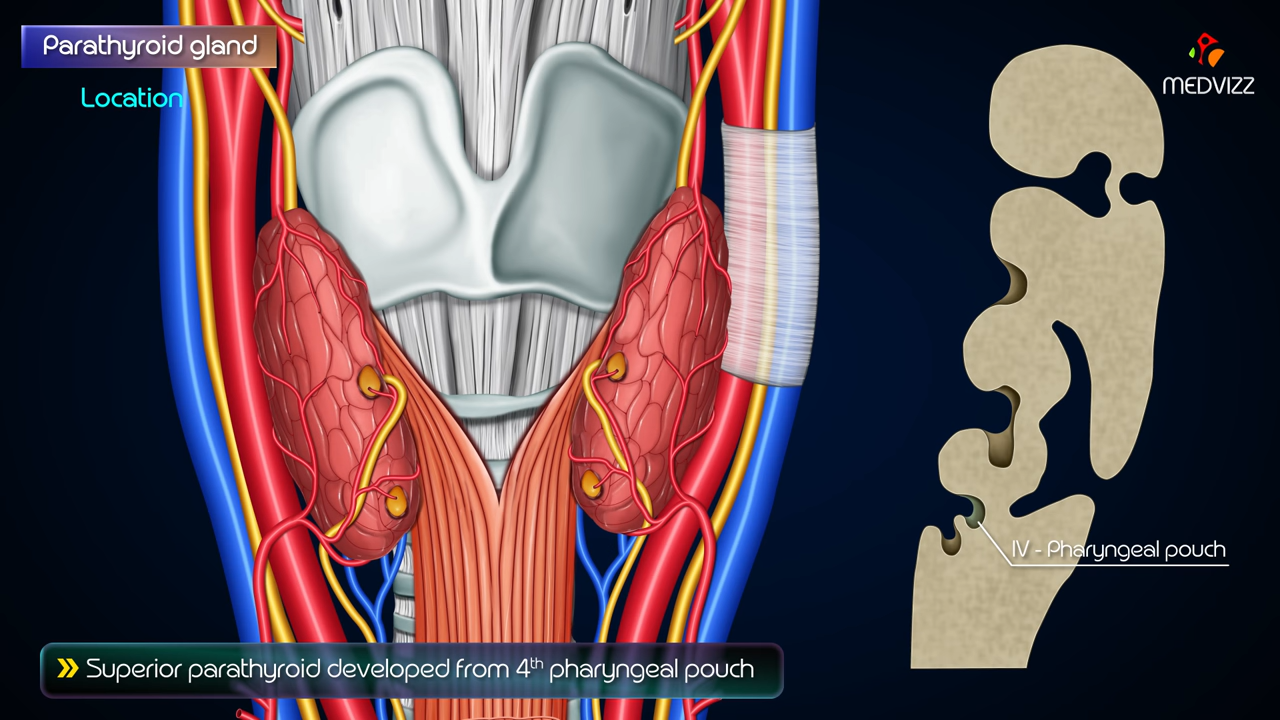 Parathyroid gland
Location
MEDVIZZ
IV - Pharyngeal pouch
Superior parathyroid developed from 4th pharyngeal pouch